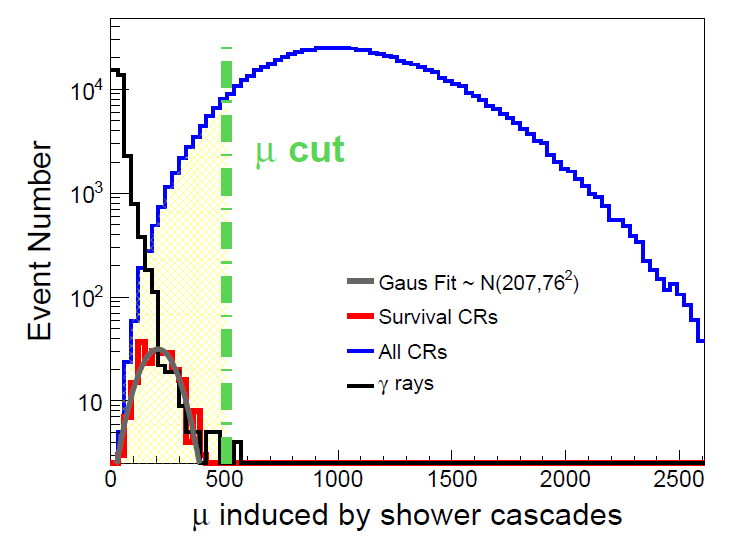 Event Number
10⁴
10³
10²
10
μ cut
Gaus Fit ~ N(207,76²)
Survival CRs
All CRs
γ rays
0 500 1000 1500 2000 2500
μ induced by shower cascades